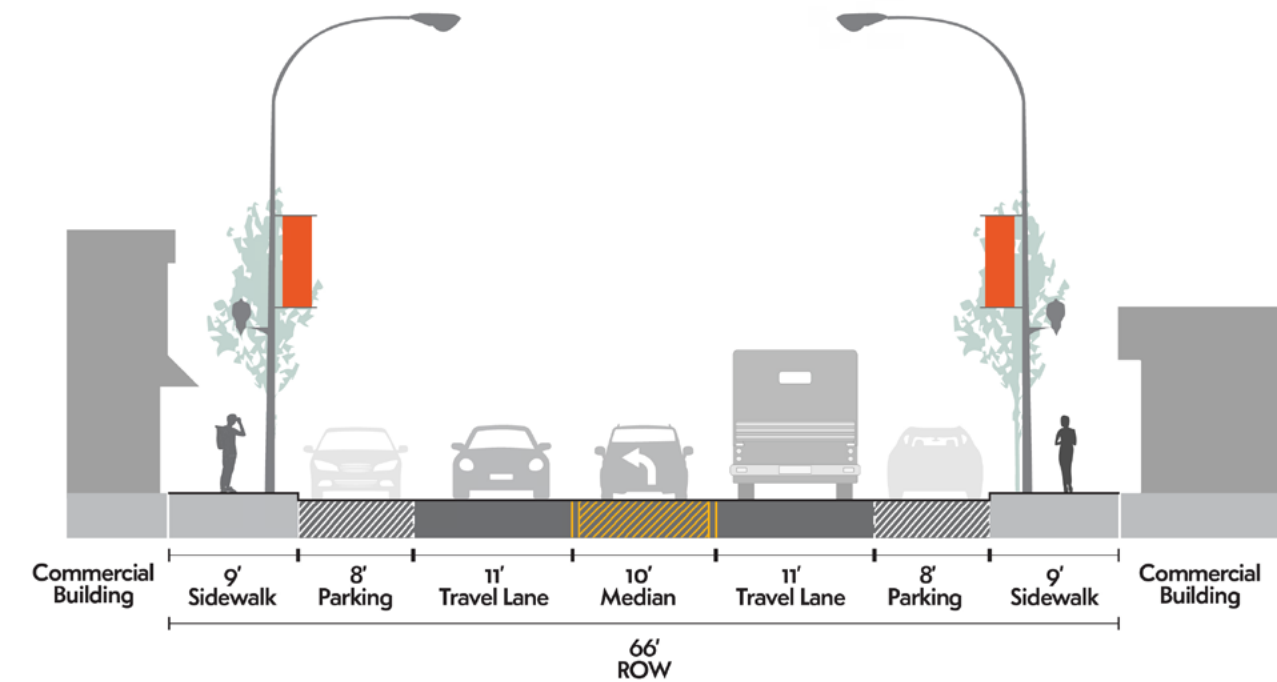 Commercial
Building
9′
Sidewalk
8′
Parking
11′
Travel Lane
10′
Median
11′
Travel Lane
8′
Parking
9′
Sidewalk
Commercial
Building
66′
ROW